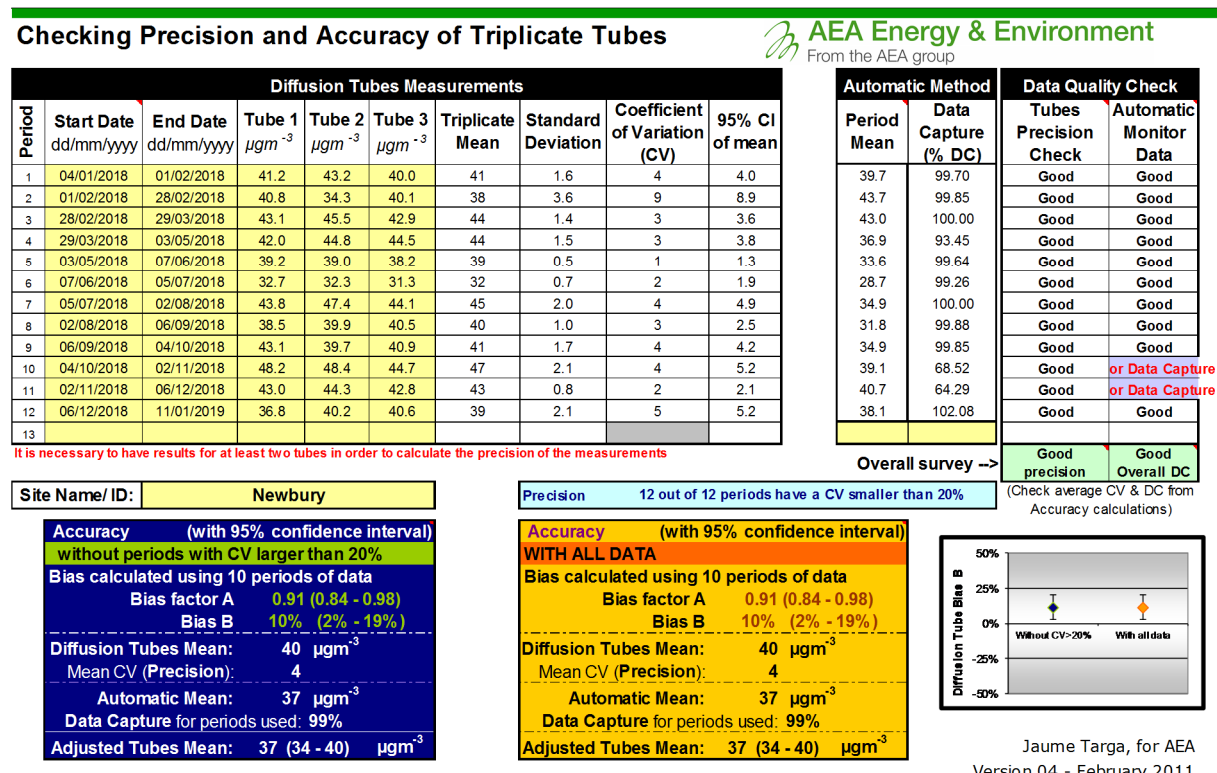 Checking Precision and Accuracy of Triplicate Tubes
AEA Energy & Environment
From the AEA group
Diffusion Tubes Measurements
Automatic Method
Data Quality Check
Period
Start Date dd/mm/yyyy
End Date dd/mm/yyyy
Tube 1 µgm -3
Tube 2 µgm -3
Tube 3 µgm -3
Triplicate Mean
Standard Deviation
Coefficient of Variation (CV)
95% CI of mean
Period Mean
Data Capture (% DC)
Tubes Precision Check
Automatic Monitor Data
1 04/01/2018 01/02/2018 41.2 43.2 40.0 41 1.6 4 4.0 39.7 99.70 Good Good
2 01/02/2018 28/02/2018 40.8 34.3 40.1 38 3.6 9 8.9 43.7 99.85 Good Good
3 28/02/2018 29/03/2018 43.1 45.5 42.9 44 1.4 3 3.6 43.0 100.00 Good Good
4 29/03/2018 03/05/2018 42.0 44.8 44.5 44 1.5 3 3.8 36.9 93.45 Good Good
5 03/05/2018 07/06/2018 39.2 39.0 38.2 39 0.5 1 1.3 33.6 99.64 Good Good
6 07/06/2018 05/07/2018 32.7 32.3 31.3 32 0.7 2 1.9 28.7 99.26 Good Good
7 05/07/2018 02/08/2018 43.8 47.4 44.1 45 2.0 4 4.9 34.9 100.00 Good Good
8 02/08/2018 06/09/2018 38.5 39.9 40.5 40 1.0 3 2.5 31.8 99.88 Good Good
9 06/09/2018 04/10/2018 43.1 39.7 40.9 41 1.7 4 4.2 34.9 99.85 Good Good
10 04/10/2018 02/11/2018 48.2 48.4 44.7 47 2.1 4 5.2 39.1 68.52 Good or Data Capture
11 02/11/2018 06/12/2018 43.0 44.3 42.8 43 0.8 2 2.1 40.7 64.29 Good or Data Capture
12 06/12/2018 11/01/2019 36.8 40.2 40.6 39 2.1 5 5.2 38.1 102.08 Good Good
13
It is necessary to have results for at least two tubes in order to calculate the precision of the measurements
Overall survey --> Good precision Good Overall DC
Site Name/ ID: Newbury
Precision 12 out of 12 periods have a CV smaller than 20%
(Check average CV & DC from
Accuracy calculations)
Accuracy (with 95% confidence interval)
without periods with CV larger than 20%
Bias calculated using 10 periods of data
Bias factor A 0.91 (0.84 - 0.98)
Bias B 10% (2% - 19%)
Diffusion Tubes Mean: 40 µgm-3
Mean CV (Precision): 4
Automatic Mean: 37 µgm-3
Data Capture for periods used: 99%
Adjusted Tubes Mean: 37 (34 - 40) µgm-3
Accuracy (with 95% confidence interval)
WITH ALL DATA
Bias calculated using 10 periods of data
Bias factor A 0.91 (0.84 - 0.98)
Bias B 10% (2% - 19%)
Diffusion Tubes Mean: 40 µgm-3
Mean CV (Precision): 4
Automatic Mean: 37 µgm-3
Data Capture for periods used: 99%
Adjusted Tubes Mean: 37 (34 - 40) µgm-3
Diffusion Tube Bias B
50%
25%
0%
-25%
-50%
Without CV>20% With all data
Jaume Targa, for AEA
Version 04 - February 2011